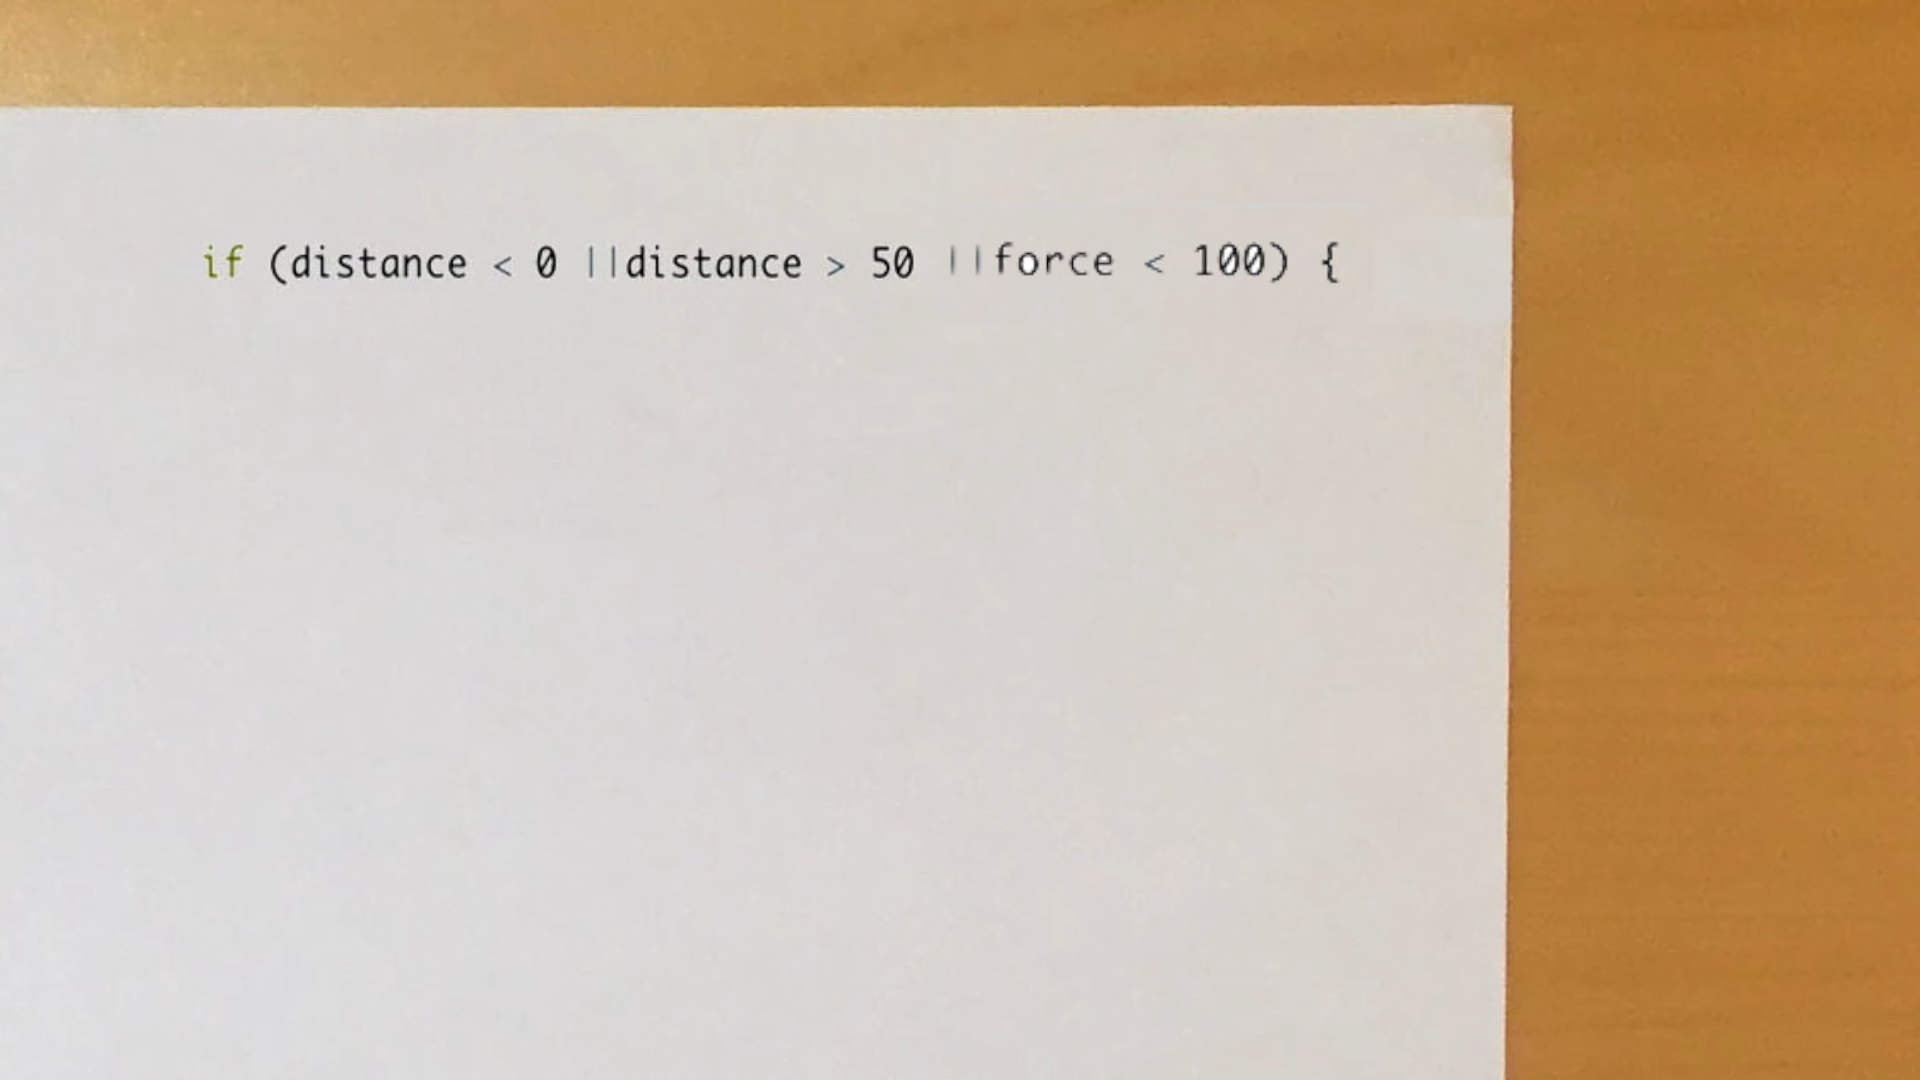 if (distance < 0 ||distance > 50 ||force < 100) {